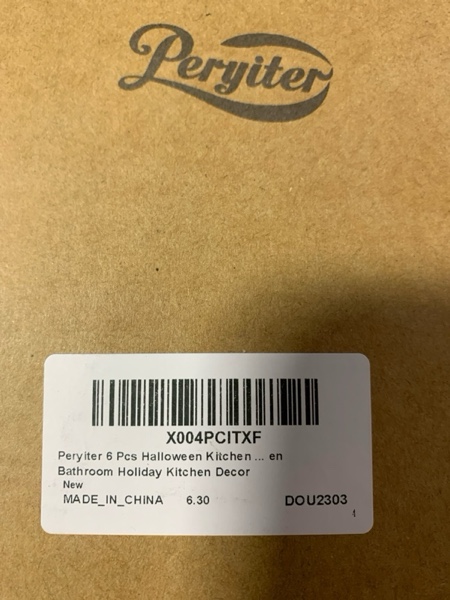 Peryiter
X004PCITXF
Peryiter 6 Pcs Halloween Kitchen ... en
Bathroom Holiday Kitchen Decor
New
MADE_IN_CHINA 6.30 DOU2303